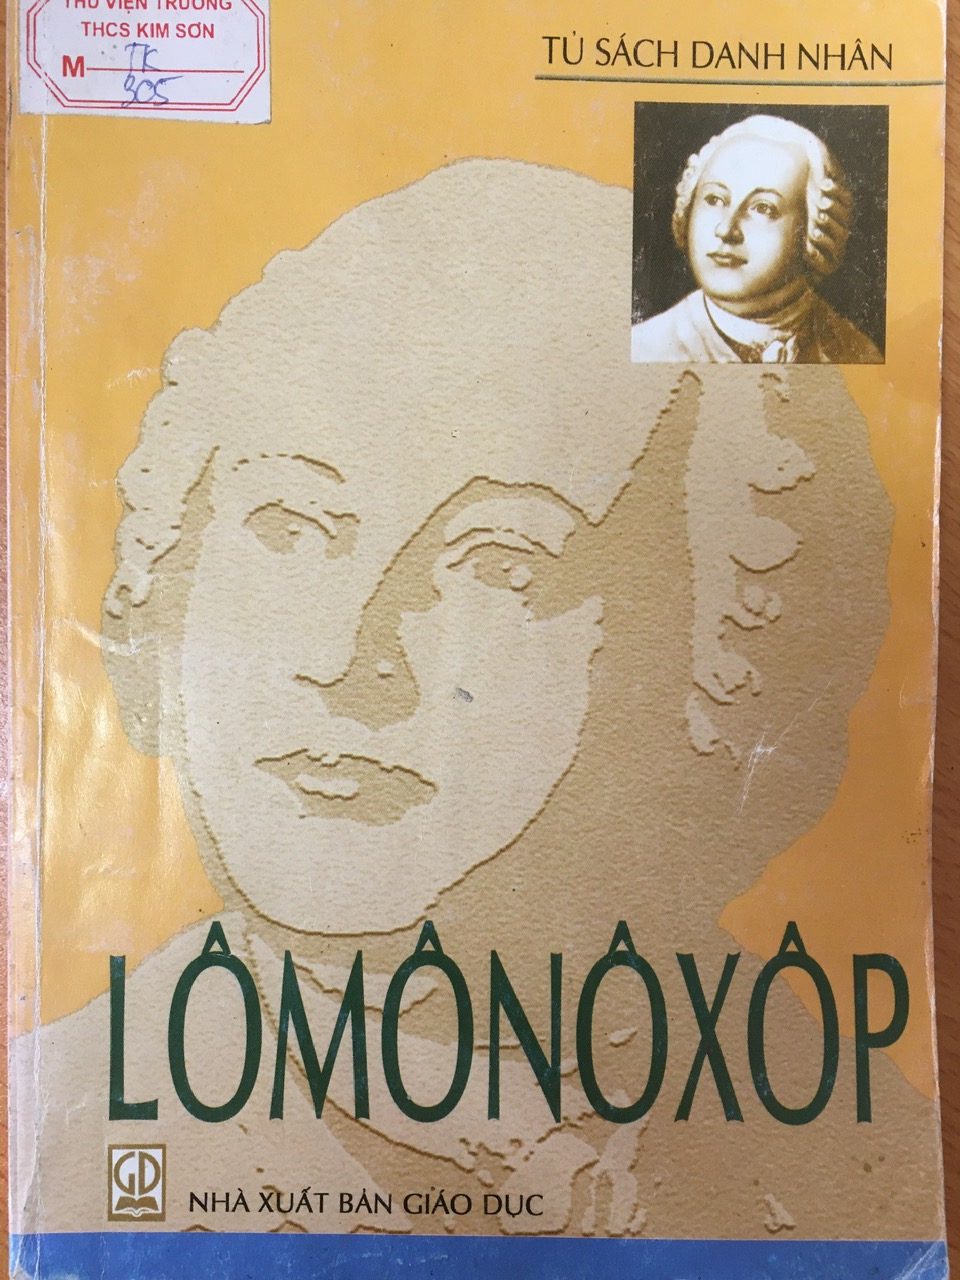 THƯ VIỆN TRƯỜNG
THCS KIM SƠN
M TK
305
TỦ SÁCH DANH NHÂN
LÔMÔNÔXÔP
GD
NHÀ XUẤT BẢN GIÁO DỤC